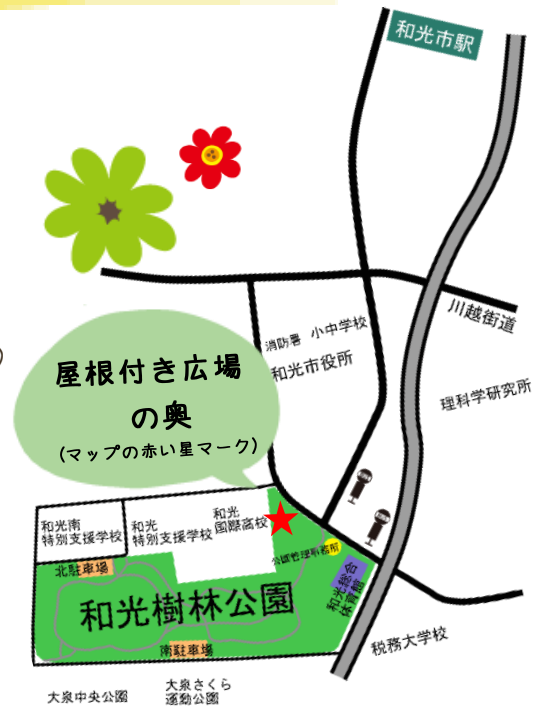 和光市駅
川越街道
消防署 小中学校
和光市役所
理科学研究所
屋根付き広場
の奥
(マップの赤い星マーク)
和光南
特別支援学校
和光
特別支援学校
和光
国際高校
公園管理事務所
北駐車場
和光総合
体育館
和光樹林公園
南駐車場
税務大学校
大泉中央公園
大泉さくら
運動公園